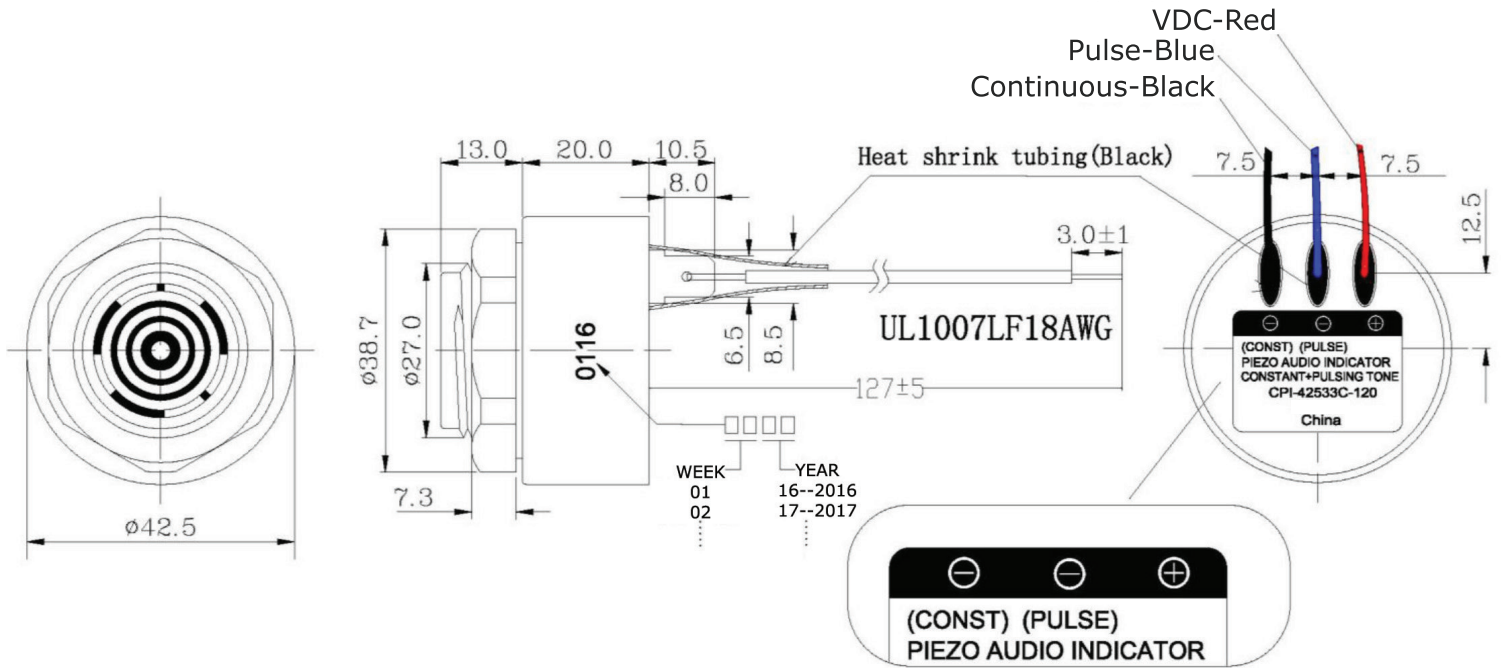 VDC-Red
Pulse-Blue
Continuous-Black
13.0
20.0
10.5
8.0
Heat shrink tubing(Black)
7.5
7.5
12.5
3.0±1
ø38.7
ø27.0
0116
6.5
8.5
UL1007LF18AWG
127±5
7.3
ø42.5
WEEK
YEAR
01
16--2016
02
17--2017
(CONST) (PULSE)
PIEZO AUDIO INDICATOR
CONSTANT+PULSING TONE
CPI-42533C-120
China
(CONST) (PULSE)
PIEZO AUDIO INDICATOR